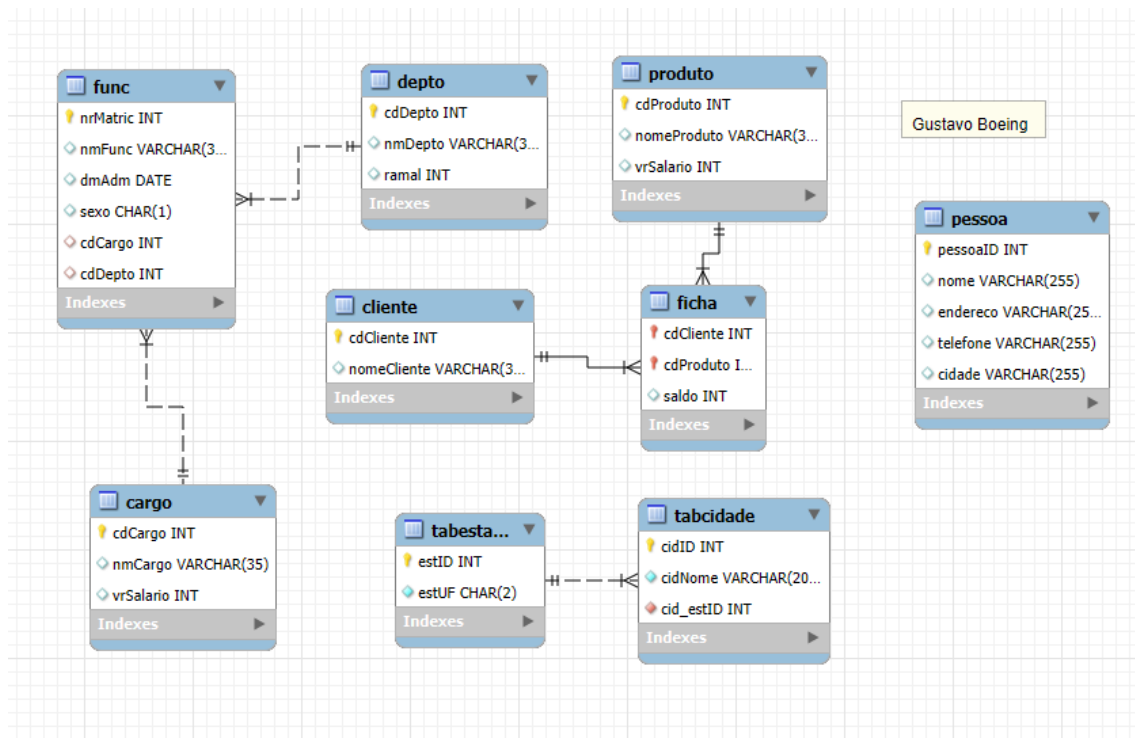 func
nrMatric INT
nmFunc VARCHAR(3...
dmAdm DATE
sexo CHAR(1)
cdCargo INT
cdDepto INT
Indexes
depto
cdDepto INT
nmDepto VARCHAR(3...
ramal INT
Indexes
produto
cdProduto INT
nomeProduto VARCHAR(3...
vrSalario INT
Indexes
Gustavo Boeing
pessoa
pessoaID INT
nome VARCHAR(255)
endereco VARCHAR(25...
telefone VARCHAR(255)
cidade VARCHAR(255)
Indexes
cliente
cdCliente INT
nomeCliente VARCHAR(3...
Indexes
ficha
cdCliente INT
cdProduto I...
saldo INT
Indexes
cargo
cdCargo INT
nmCargo VARCHAR(35)
vrSalario INT
Indexes
tabesta...
estID INT
estUF CHAR(2)
Indexes
tabcidade
cidID INT
cidNome VARCHAR(20...
cid_estID INT
Indexes